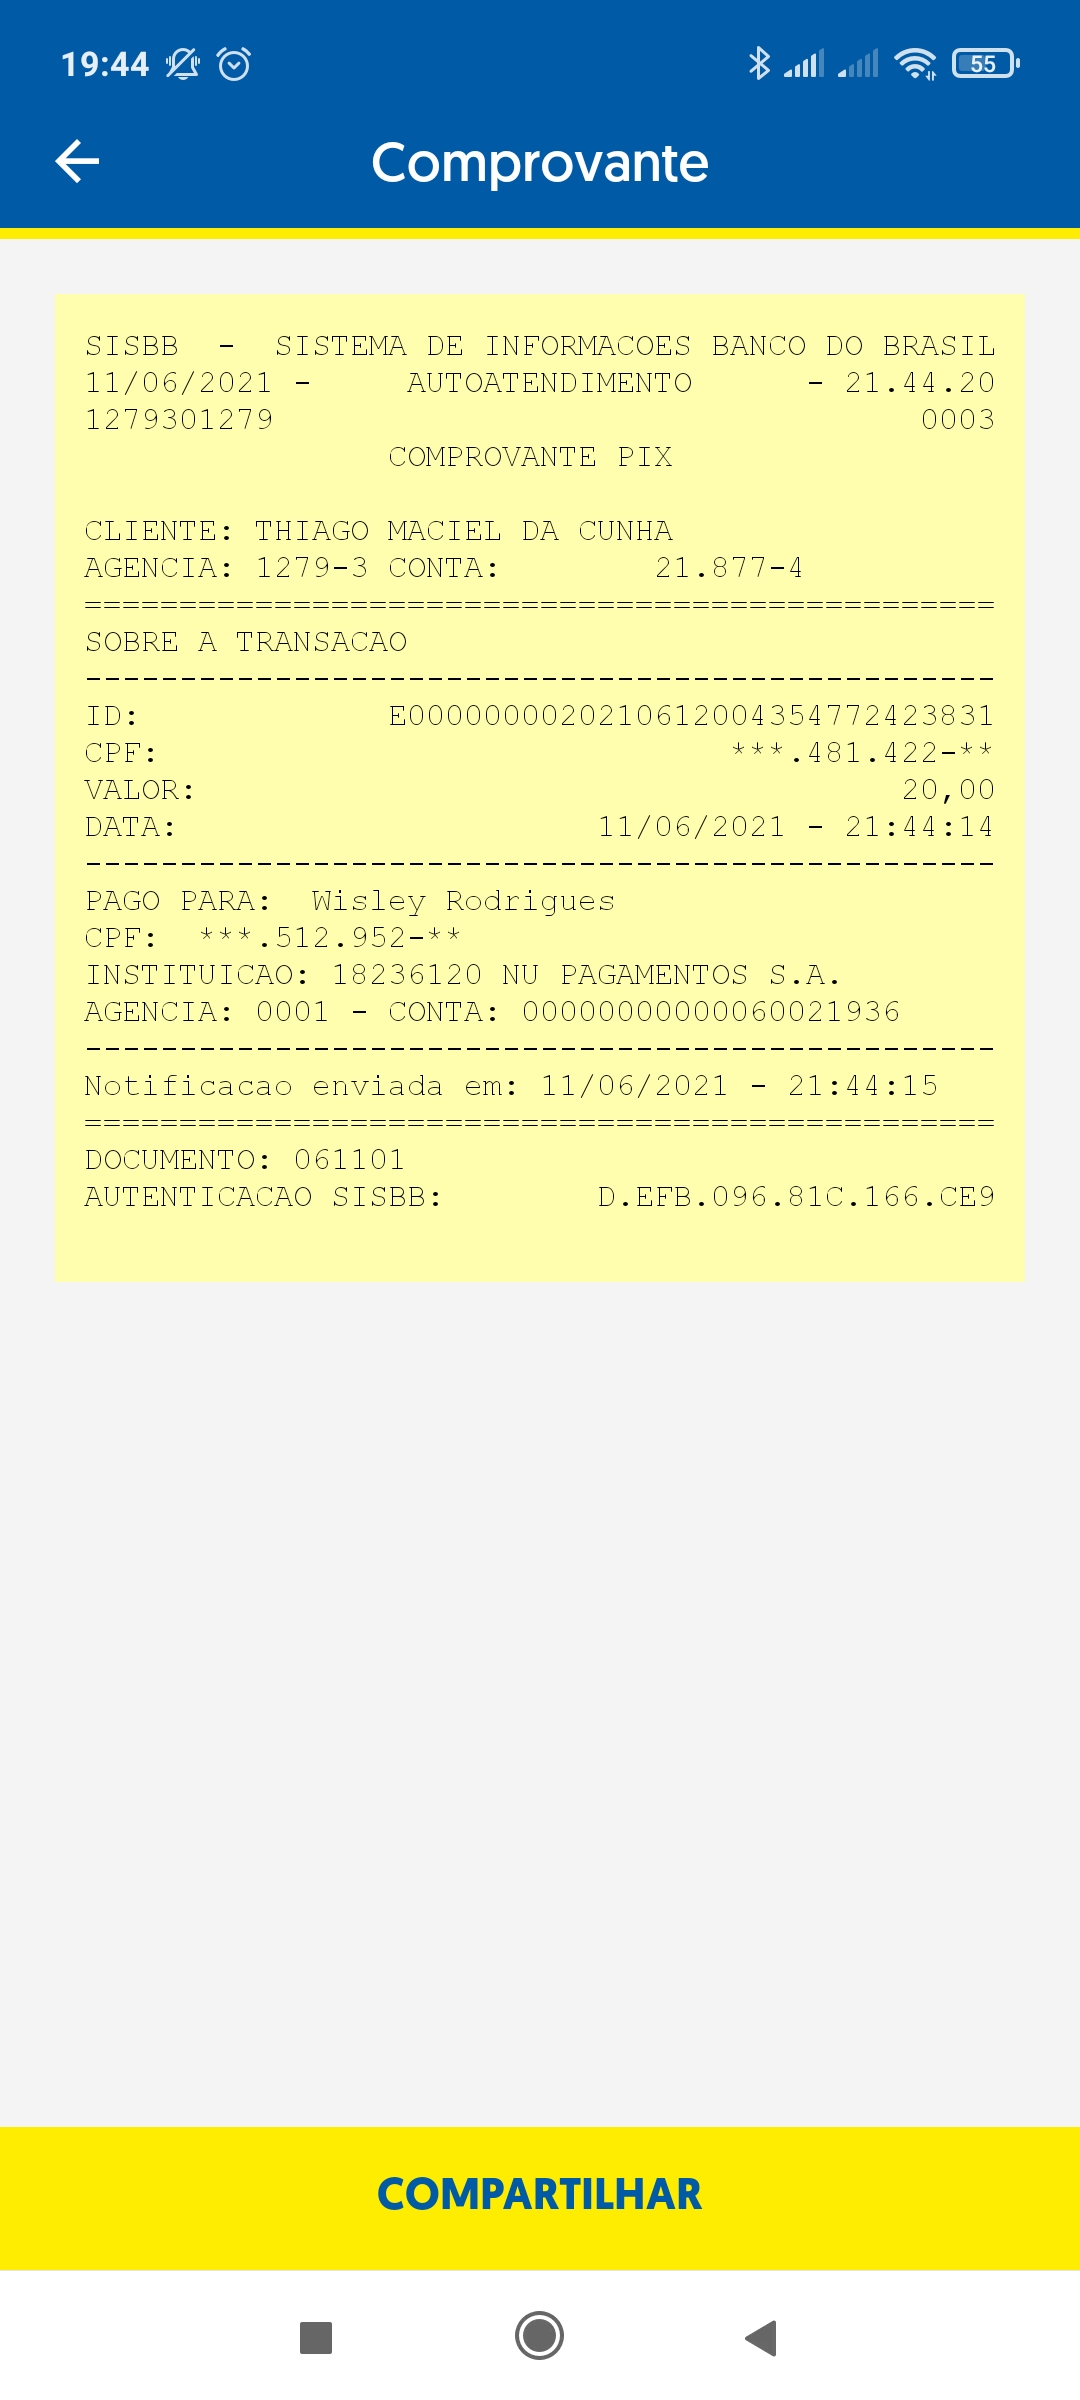 19:44
55
Comprovante
SISBB - SISTEMA DE INFORMACOES BANCO DO BRASIL
11/06/2021 - AUTOATENDIMENTO - 21.44.20
1279301279 0003
COMPROVANTE PIX
CLIENTE: THIAGO MACIEL DA CUNHA
AGENCIA: 1279-3 CONTA: 21.877-4
================================================
SOBRE A TRANSACAO
------------------------------------------------
ID: E0000000020210612004354772423831
CPF: ***.481.422-**
VALOR: 20,00
DATA: 11/06/2021 - 21:44:14
------------------------------------------------
PAGO PARA: Wisley Rodrigues
CPF: ***.512.952-**
INSTITUICAO: 18236120 NU PAGAMENTOS S.A.
AGENCIA: 0001 - CONTA: 00000000000060021936
------------------------------------------------
Notificacao enviada em: 11/06/2021 - 21:44:15
================================================
DOCUMENTO: 061101
AUTENTICACAO SISBB: D.EFB.096.81C.166.CE9
COMPARTILHAR